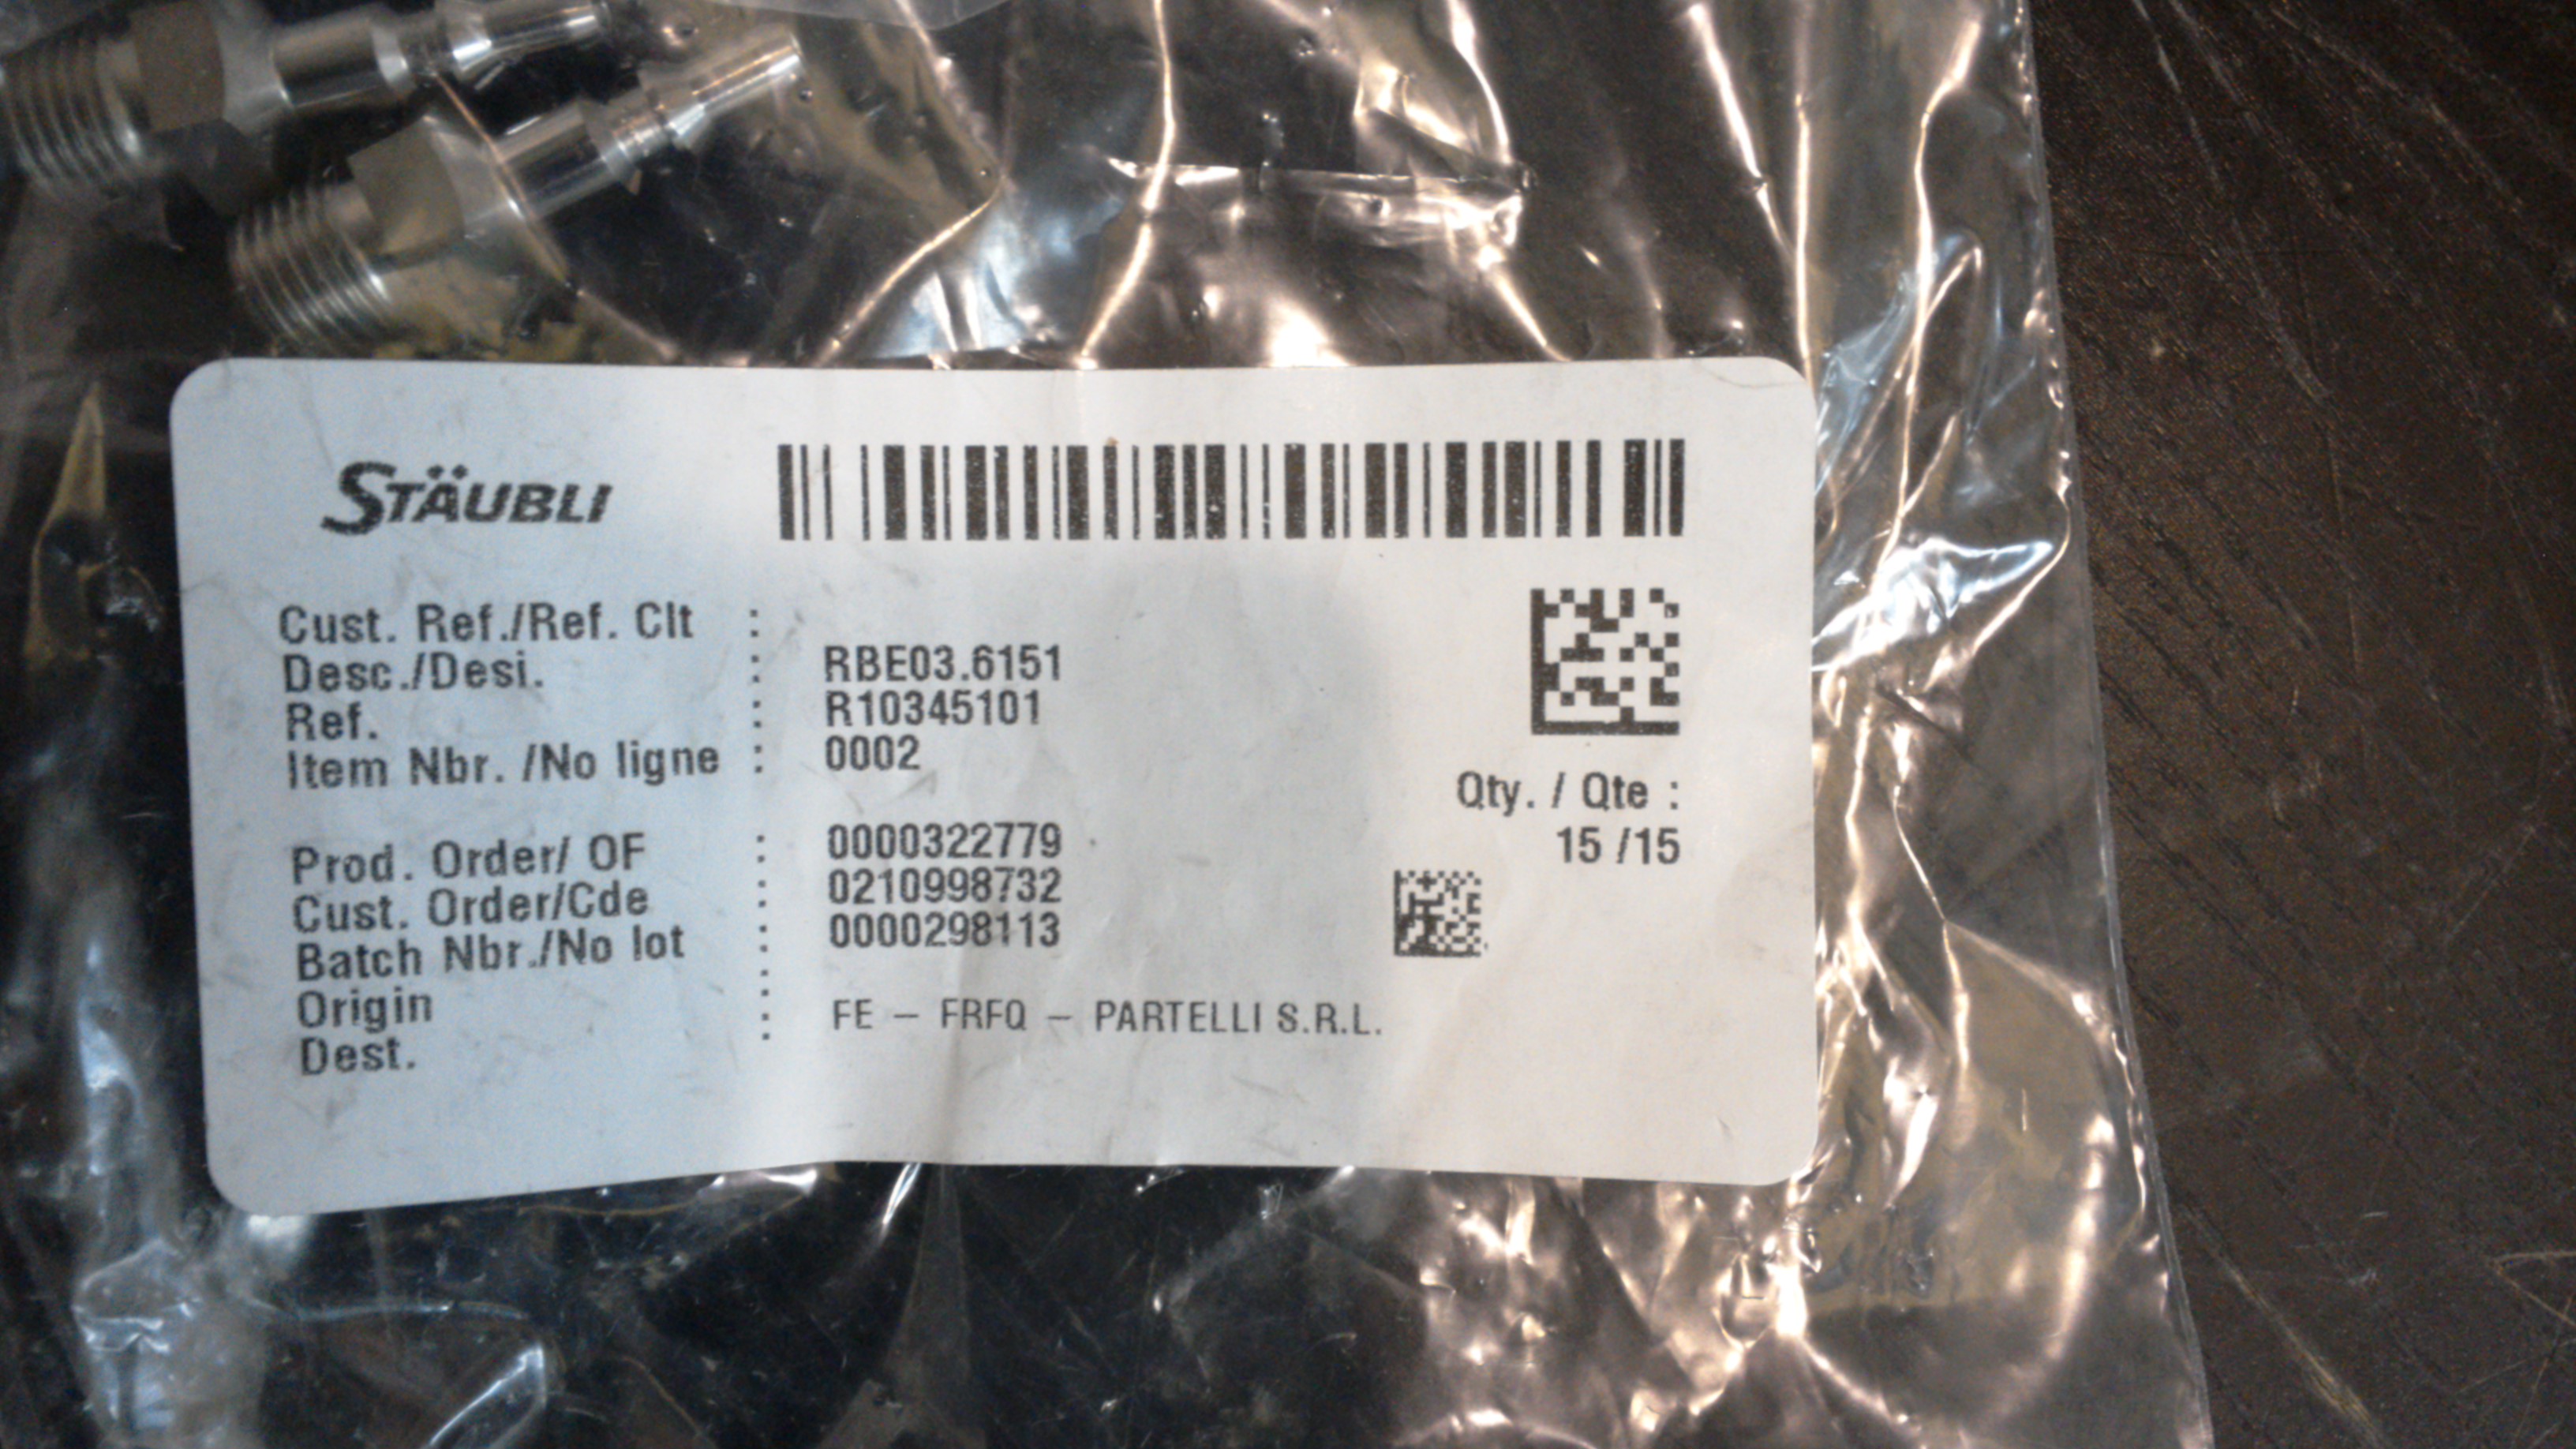 STÄUBLI
Cust. Ref./Ref. Clt :
Desc./Desi. : RBE03.6151
Ref. : R10345101
Item Nbr. /No ligne : 0002
Qty. / Qte :
15 /15
Prod. Order/ OF : 0000322779
Cust. Order/Cde : 0210998732
Batch Nbr./No lot : 0000298113
Origin :
Dest. : FE – FRFQ – PARTELLI S.R.L.